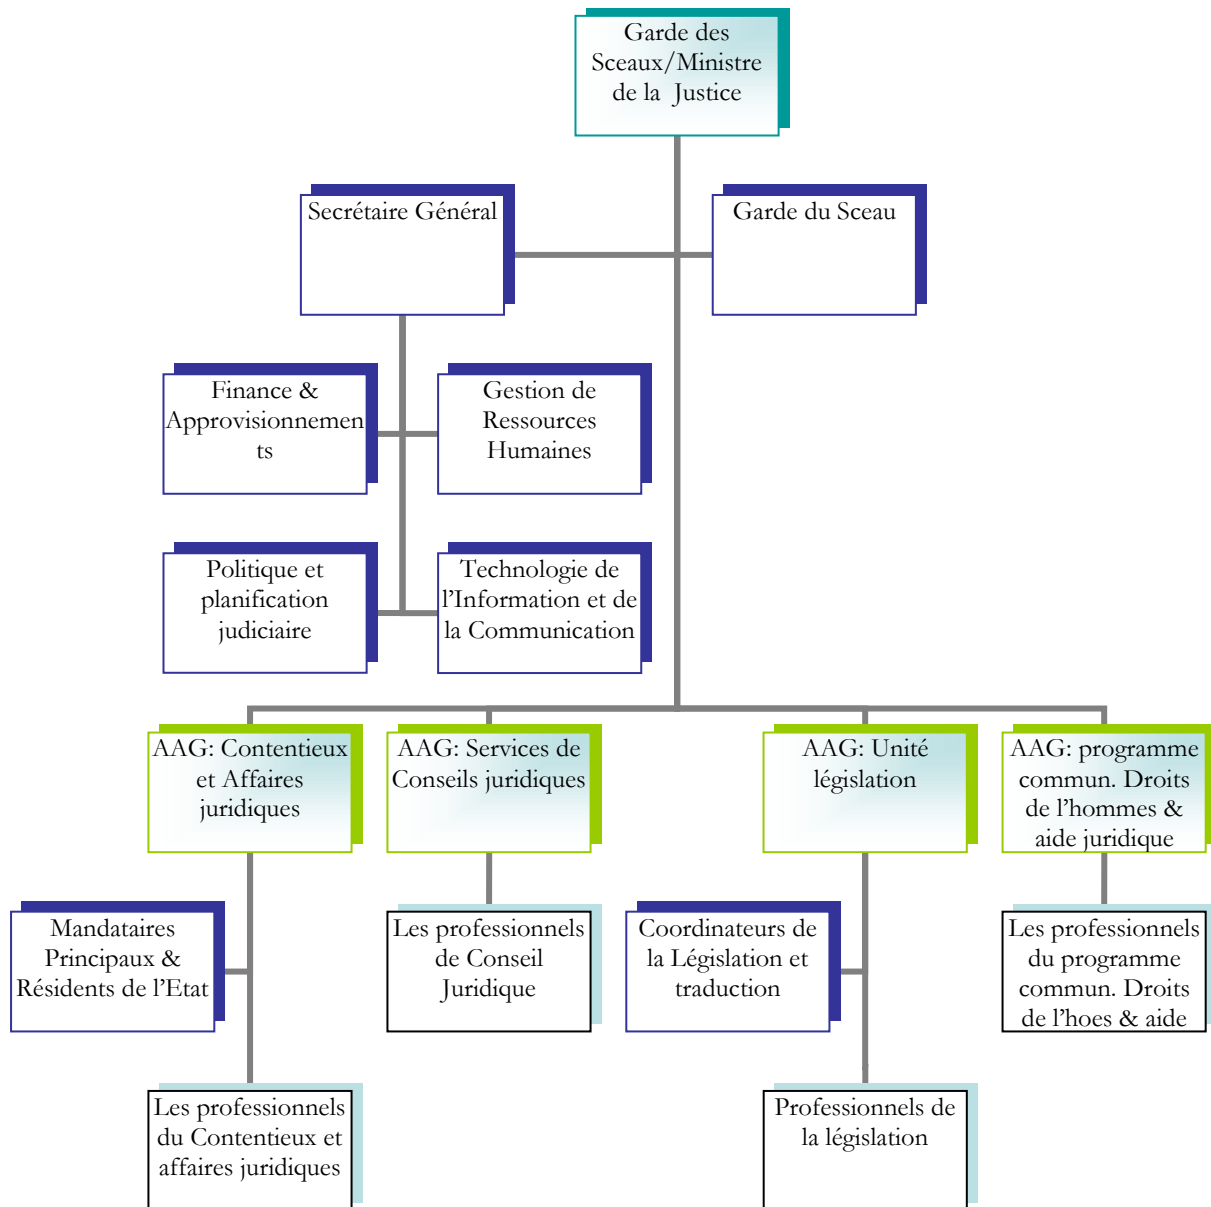 Garde des
Sceaux/Ministre
de la Justice
Secrétaire Général
Garde du Sceau
Finance &
Approvisionnemen
ts
Gestion de
Ressources
Humaines
Politique et
planification
judiciaire
Technologie de
l'Information et de
la Communication
AAG: Contentieux
et Affaires
juridiques
AAG: Services de
Conseils juridiques
AAG: Unité
législation
AAG: programme
commun. Droits
de l'hommes &
aide juridique
Mandataires
Principaux &
Résidents de l'Etat
Les professionnels
de Conseil
Juridique
Coordinateurs de
la Législation et
traduction
Les professionnels
du programme
commun. Droits
de l'hoes & aide
Les professionnels
du Contentieux et
affaires juridiques
Professionnels de
la législation